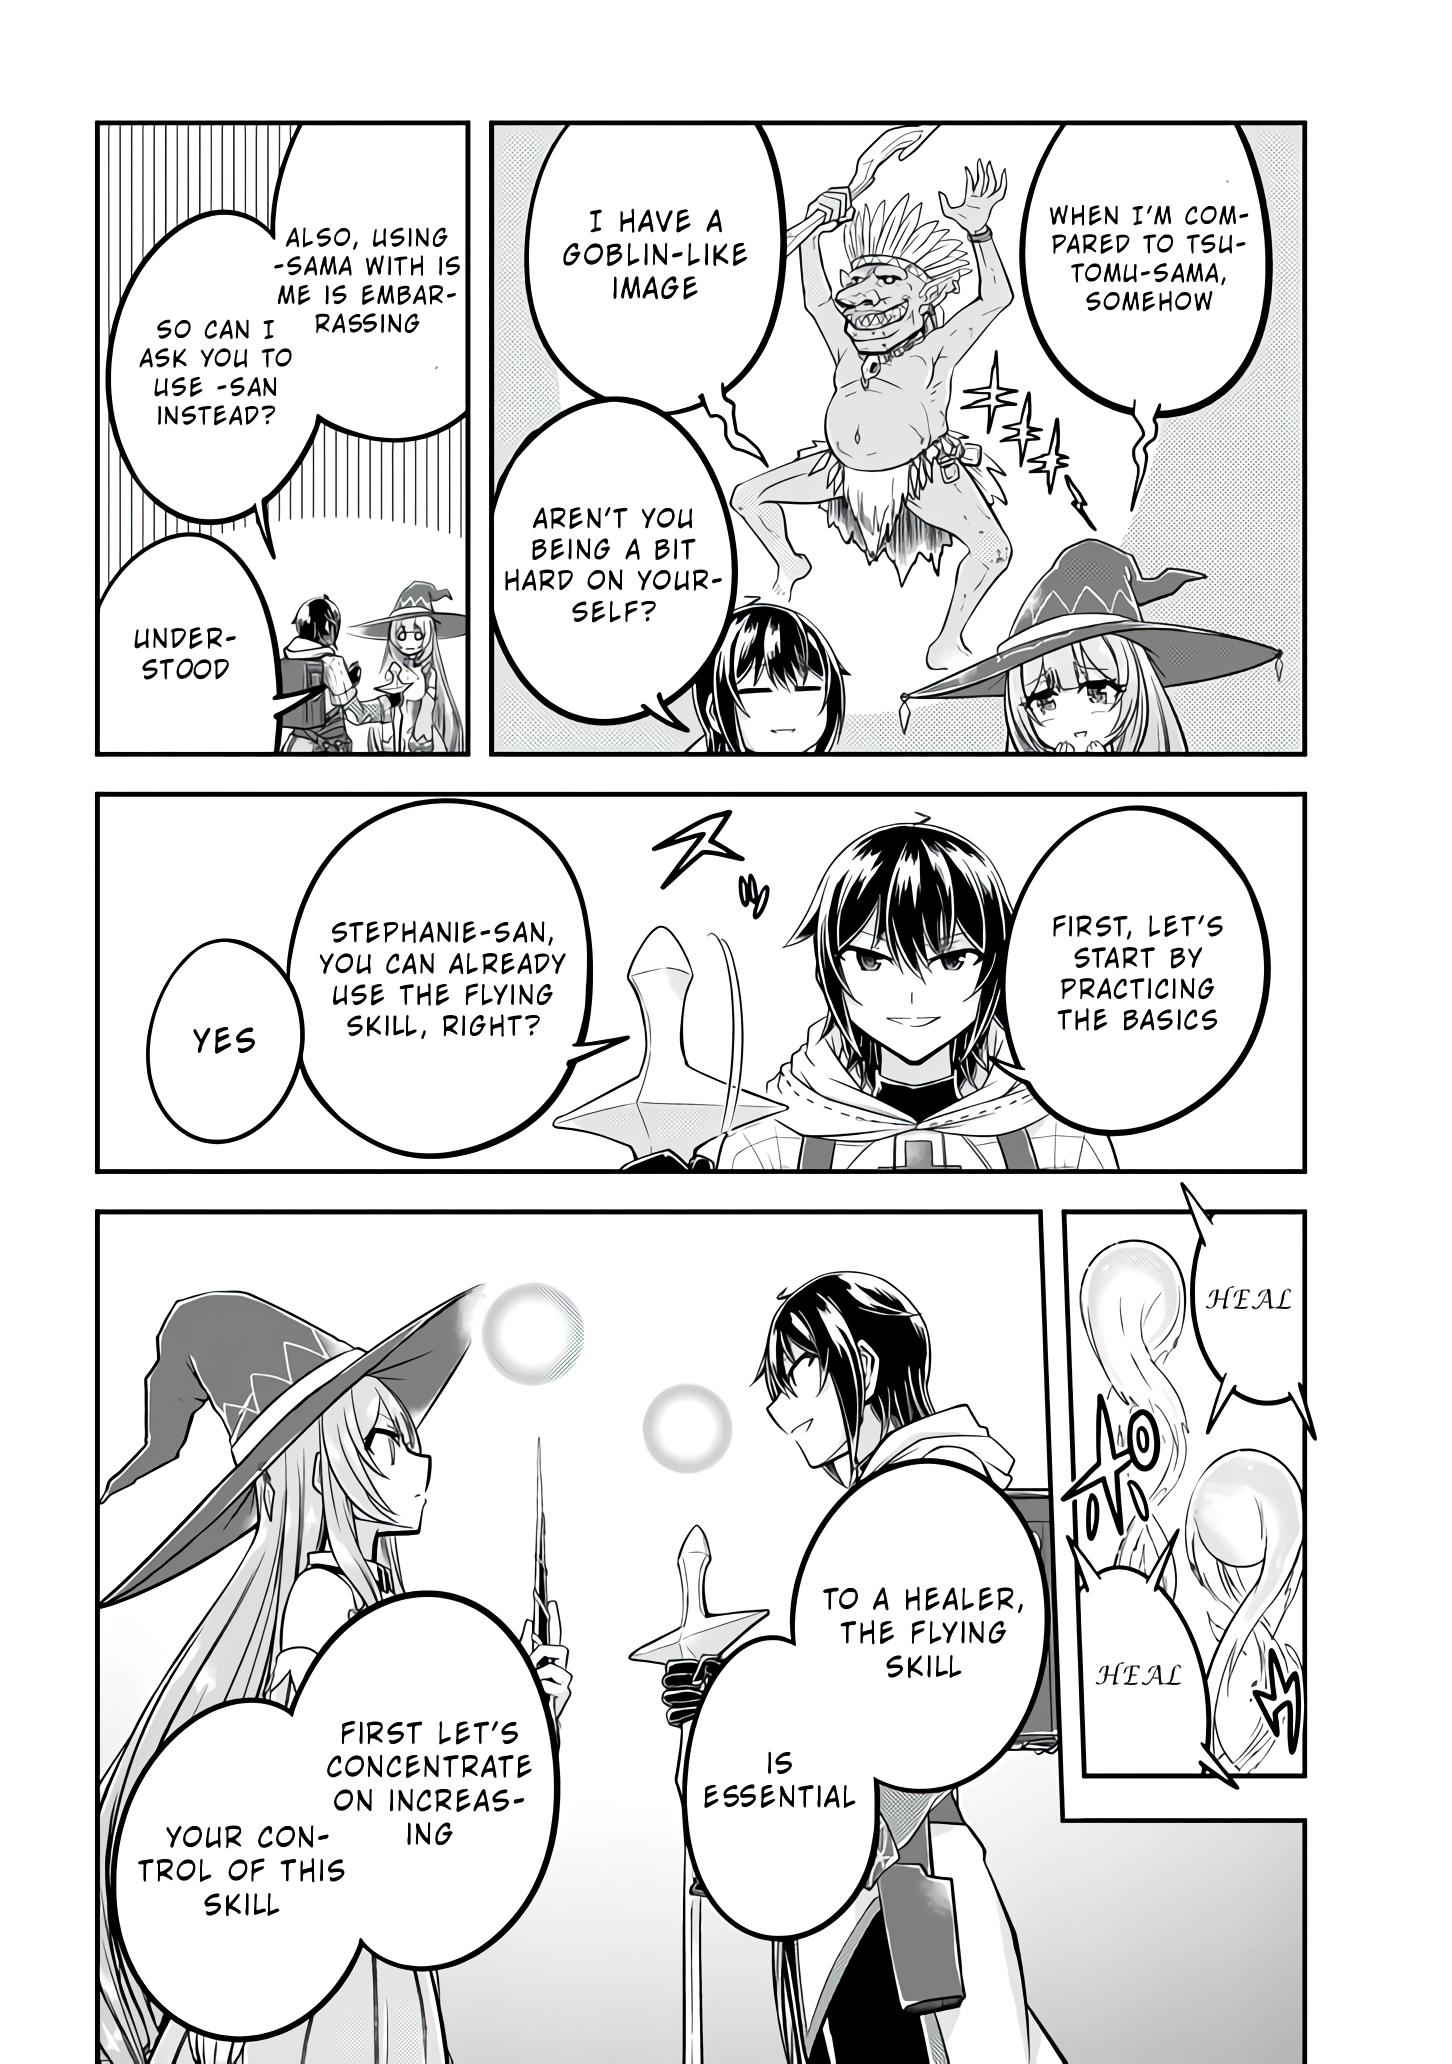 WHEN I'M COM-
PARED TO TSU-
TOMU-SAMA,
SOMEHOW
I HAVE A
GOBLIN-LIKE
IMAGE
AREN'T YOU
BEING A BIT
HARD ON YOUR-
SELF?
ALSO, USING
-SAMA WITH IS
ME IS EMBAR-
RASSING
SO CAN I
ASK YOU TO
USE -SAN
INSTEAD?
UNDER-
STOOD
FIRST, LET'S
START BY
PRACTICING
THE BASICS
STEPHANIE-SAN,
YOU CAN ALREADY
USE THE FLYING
SKILL, RIGHT?
YES
HEAL
HEAL
TO A HEALER,
THE FLYING
SKILL
IS
ESSENTIAL
FIRST LET'S
CONCENTRATE
ON INCREAS-
ING
YOUR CON-
TROL OF THIS
SKILL